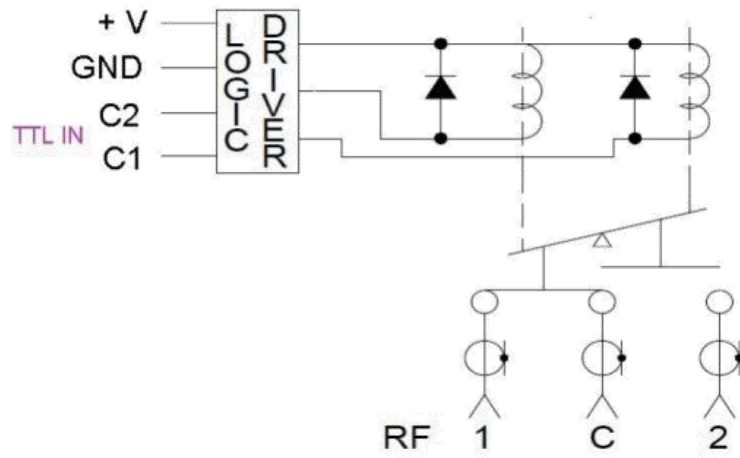 + V
GND
C2
TTL IN
C1
LOGIC
DRIVER
RF 1 C 2